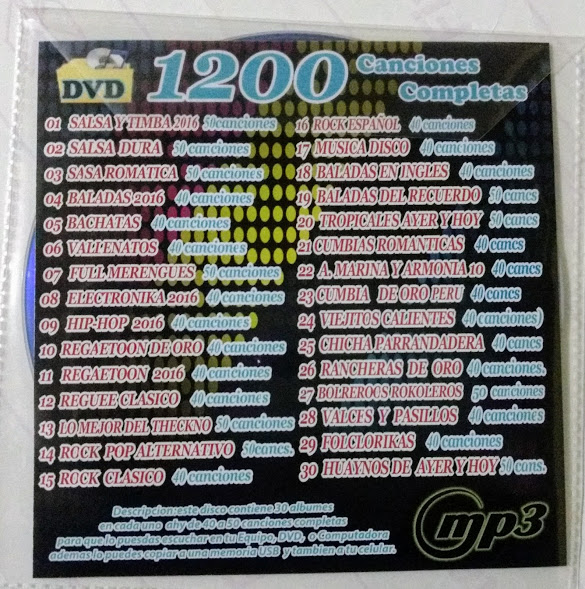 DVD 1200 Canciones
Completas
01 SALSA Y TIMBA 2016 50canciones
02 SALSA DURA 50 canciones
03 SASA ROMATICA 50 canciones
04 BALADAS 2016 40 canciones
05 BACHATAS 40 canciones
06 VALLENATOS 40 canciones
07 FULL MERENGUES 50 canciones
08 ELECTRONIKA 2016 40 canciones
09 HIP-HOP 2016 40 canciones
10 REGAETOON DE ORO 40 canciones
11 REGAETOON 2016 40 canciones
12 REGUEE CLASICO 40 canciones
13 LO MEJOR DEL THECKNO 50 canciones
14 ROCK POP ALTERNATIVO 50cancs.
15 ROCK CLASICO 40 canciones
16 ROCK ESPAÑOL 40 canciones
17 MUSICA DISCO 40 canciones
18 BALADAS EN INGLES 40 canciones
19 BALADAS DEL RECUERDO 50 cancs
20 TROPICALES AYER Y HOY 50 cancs
21 CUMBIAS ROMANTICAS 40 cancs
22 A. MARINA Y ARMONIA 10 40 cancs
23 CUMBIA DE ORO PERU 40 cancs
24 VIEJITOS CALIENTES 40 canciones)
25 CHICHA PARRANDADERA 40 cancs
26 RANCHERAS DE ORO 40 canciones.
27 BOLREROOS ROKOLEROS 50 canciones
28 VALCES Y PASILLOS 40 canciones
29 FOLCLORIKAS 40 canciones
30 HUAYNOS DE AYER Y HOY 50 cans.
Descripcion:este disco contiene 30 albumes
en cada uno ahy de 40 a 50 canciones completas
para que lo puesdas escuchar en tu Equipo, DVD, o Computadora
ademas lo puedes copiar a una memoria USB y tambien a tu celular.
mp3